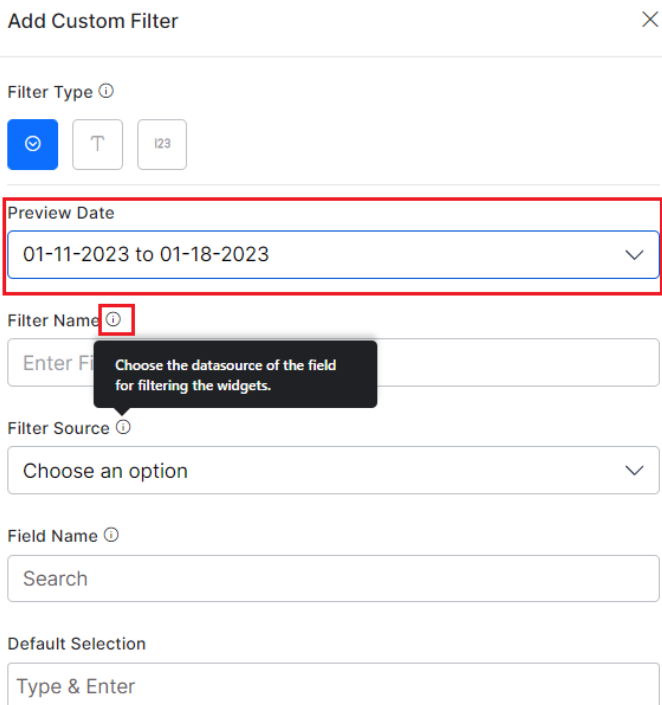 Add Custom Filter
Filter Type
T
123
Preview Date
01-11-2023 to 01-18-2023
Filter Name
Enter Fi
Choose the datasource of the field
for filtering the widgets.
Filter Source
Choose an option
Field Name
Search
Default Selection
Type & Enter